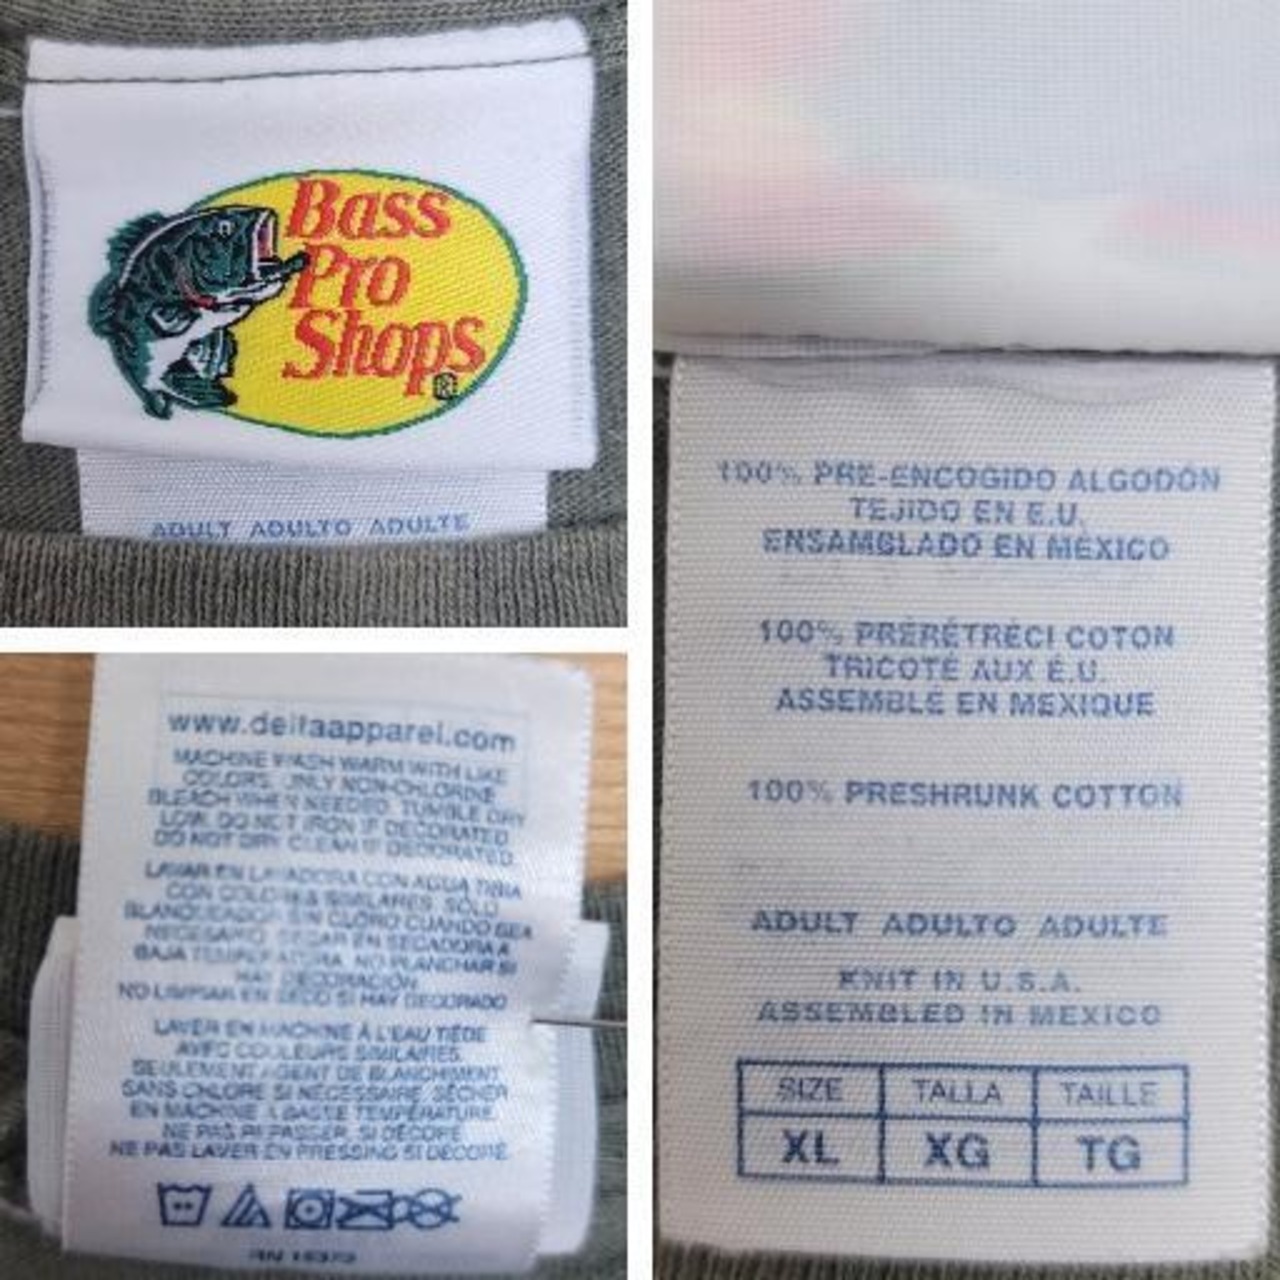 Bass
Pro
Shops
®
ADULT ADULTO ADULTE
www.deltaapparel.com
MACHINE WASH WARM WITH LIKE
COLORS. ONLY NON-CHLORINE
BLEACH WHEN NEEDED. TUMBLE DRY
LOW. DO NOT IRON IF DECORATED.
DO NOT DRY CLEAN IF DECORATED.
LAVAR EN LAVADORA CON AGUA TIBIA
CON COLORES SIMILARES. SOLO
BLANQUEADOR SIN CLORO CUANDO SEA
NECESARIO. SECAR EN SECADORA A
BAJA TEMPERATURA. NO PLANCHAR SI
HAY DECORACIÓN.
NO LIMPIAR EN SECO SI HAY DECORADO
LAVER EN MACHINE À L'EAU TIÈDE
AVEC COULEURS SIMILAIRES.
SEULEMENT AGENT DE BLANCHIMENT
SANS CHLORE SI NÉCESSAIRE. SÉCHER
EN MACHINE À BASSE TEMPÉRATURE.
NE PAS REPASSER, SI DÉCORÉ.
NE PAS LAVER EN PRESSING SI DÉCORÉ.
RN
100% PRE-ENCOGIDO ALGODÓN
TEJIDO EN E.U.
ENSAMBLADO EN MÉXICO
100% PRÉRÉTRÉCI COTON
TRICOTÉ AUX É.U.
ASSEMBLÉ EN MEXIQUE
100% PRESHRUNK COTTON
ADULT ADULTO ADULTE
KNIT IN U.S.A.
ASSEMBLED IN MEXICO
SIZE TALLA TAILLE
XL XG TG